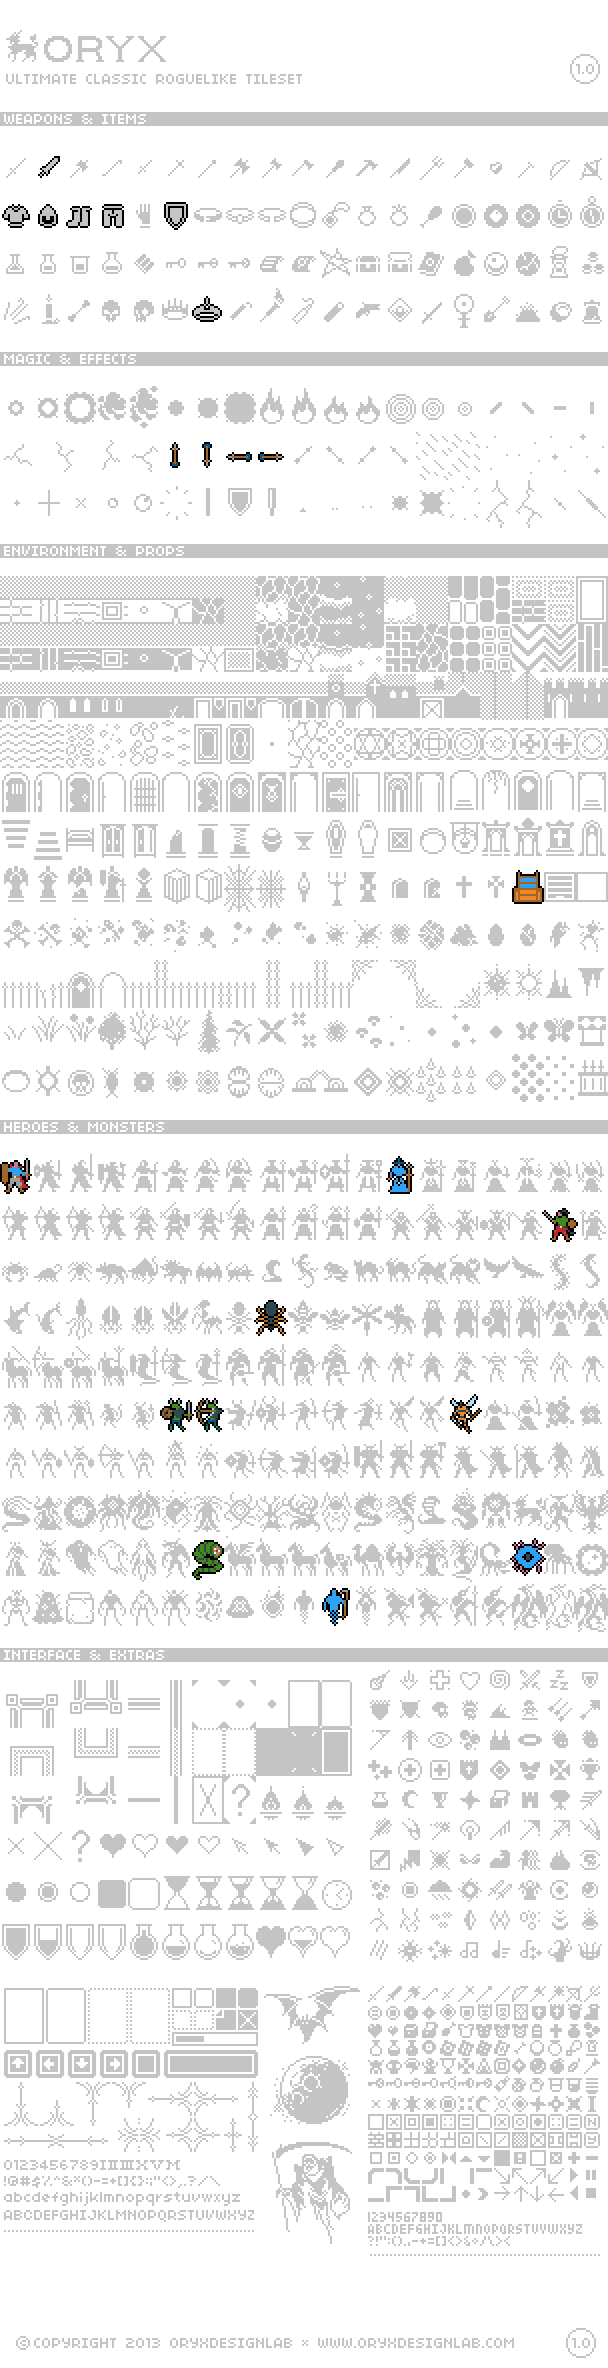 ORYX
ULTIMATE CLASSIC ROGUELIKE TILESET
1.0
WEAPONS & ITEMS
MAGIC & EFFECTS
ENVIRONMENT & PROPS
HEROES & MONSTERS
INTERFACE & EXTRAS
abcdefghijklmnopqrstuvwxyz
ABCDEFGHIJKLMNOPQRSTUVWXYZ
1234567890
ABCDEFGHIJKLMNOPQRSTUVWXYZ
©COPYRIGHT 2013 ORYXDESIGNLAB × WWW.ORYXDESIGNLAB.COM
1.0